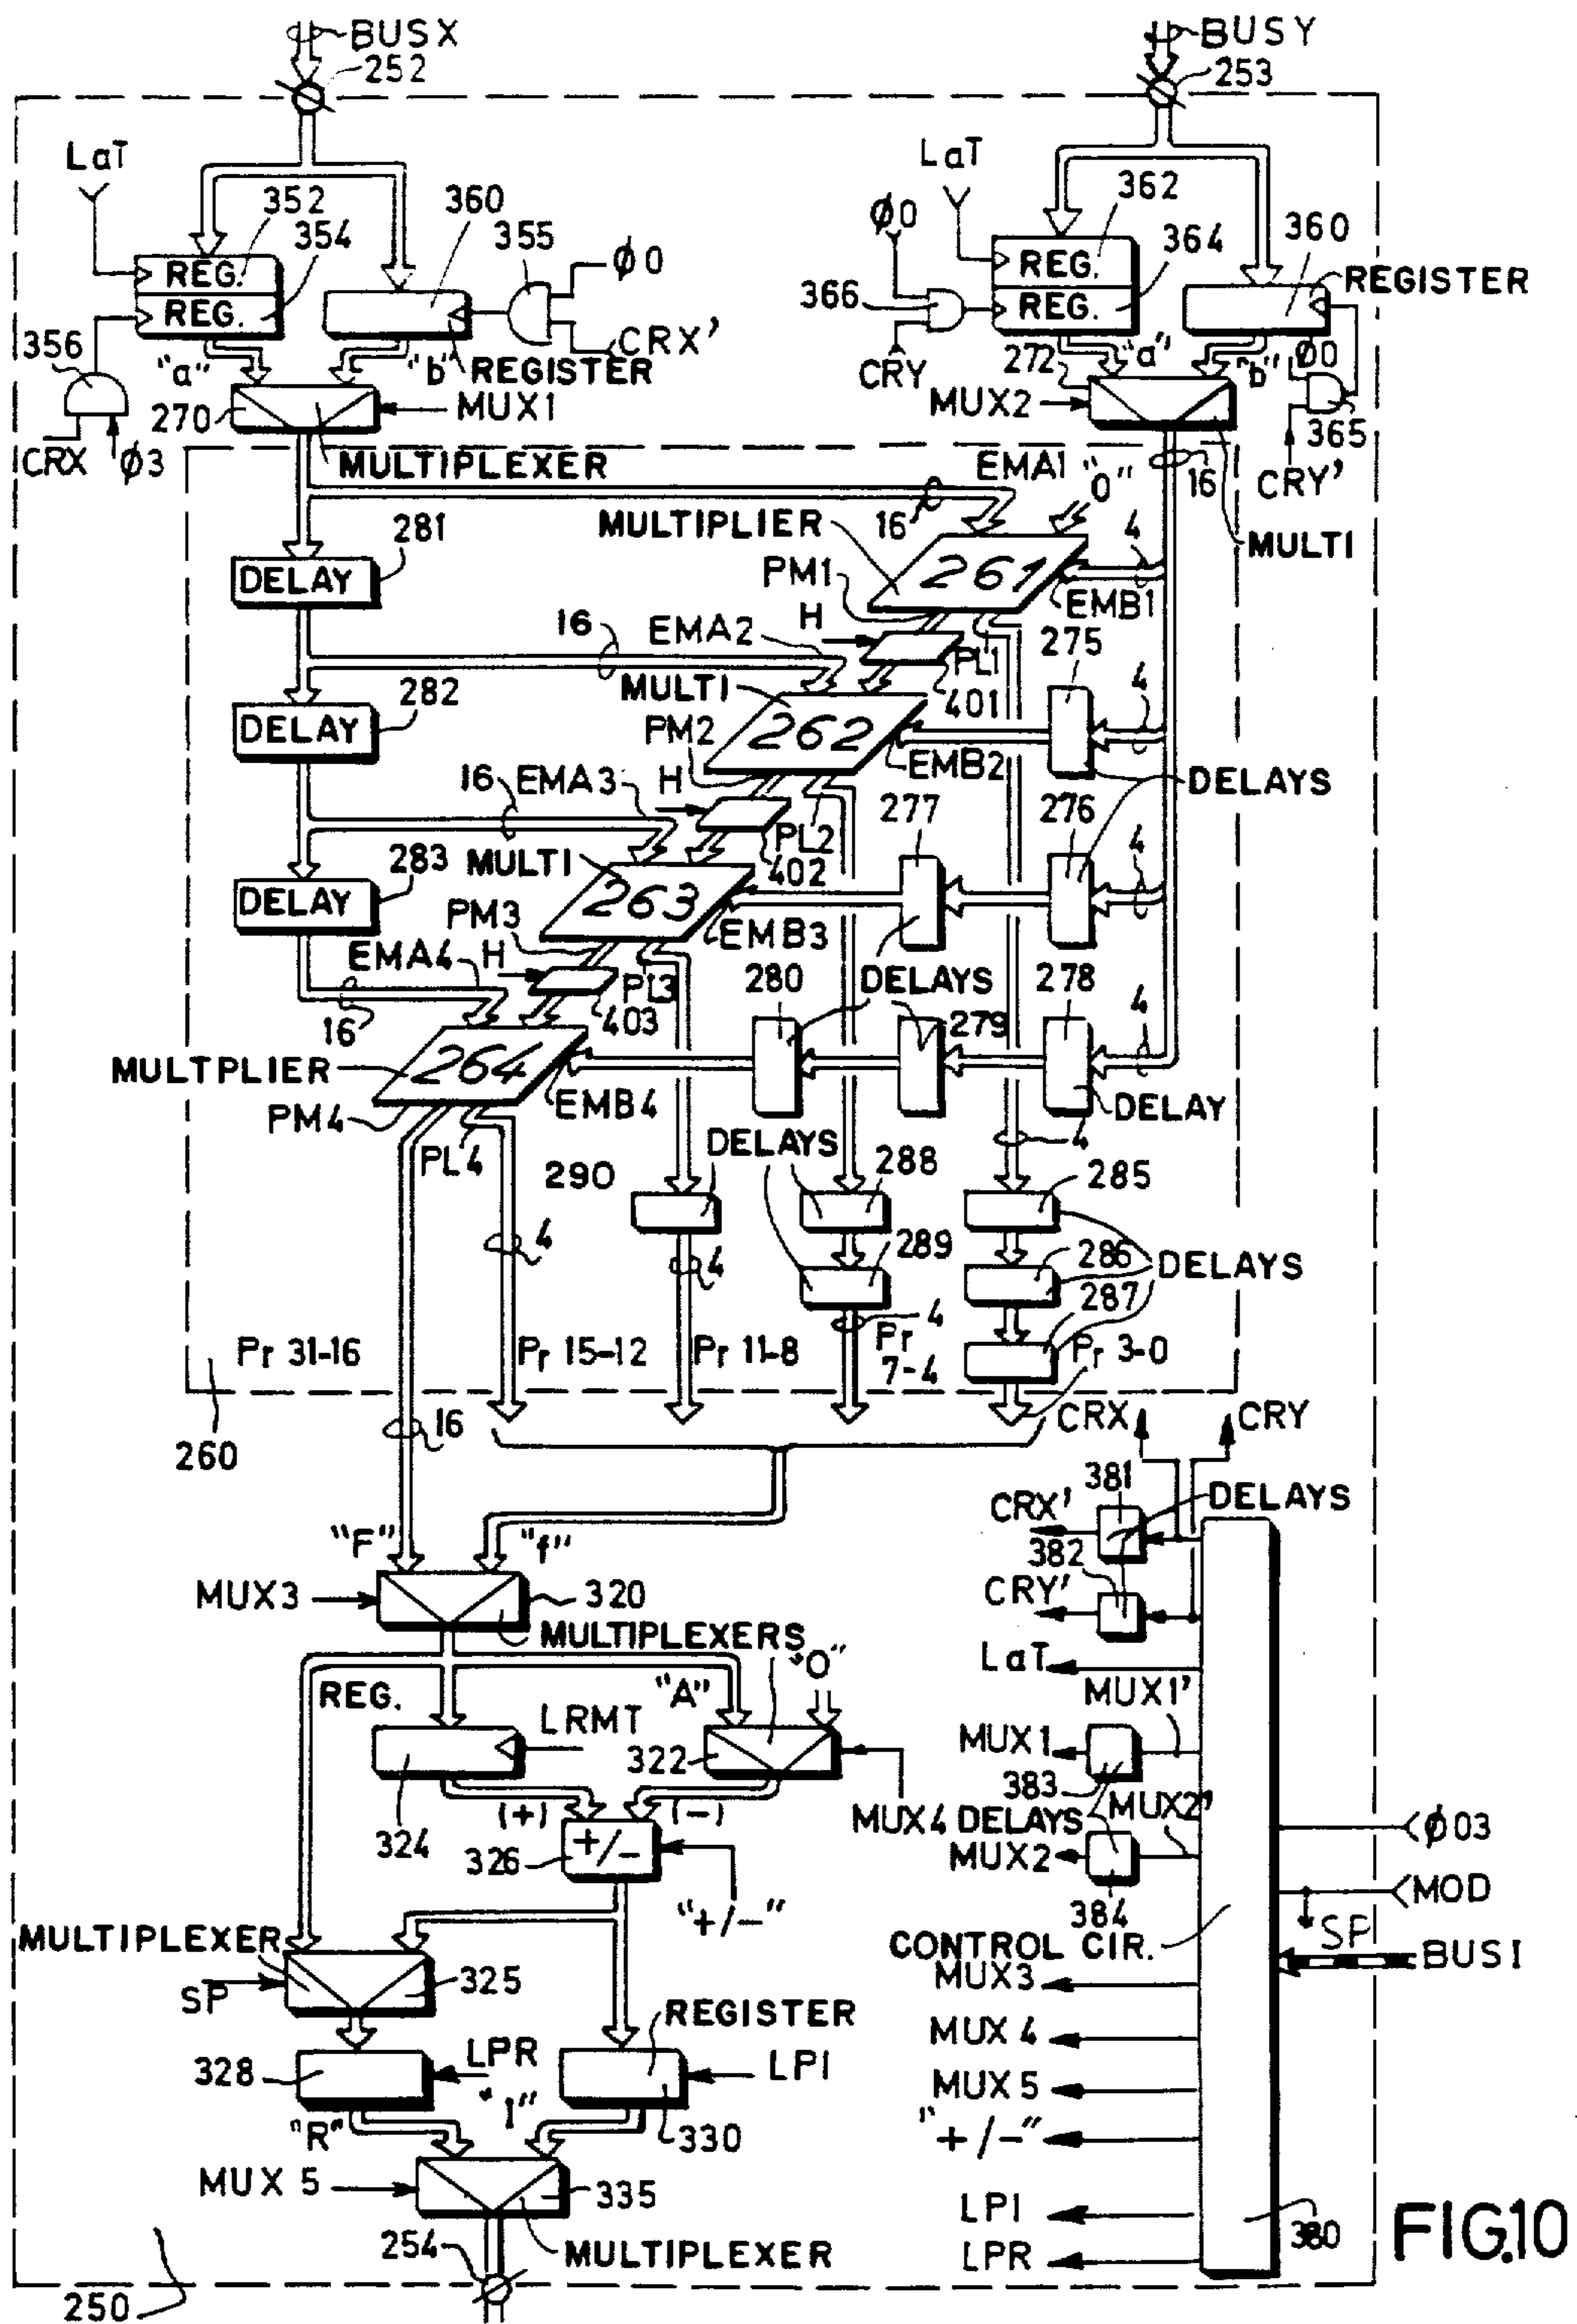 BUSX
BUSY
252
253
LaT
LaT
352
360
362
354
355
ø0
ø0
364
360
REG.
REG.
REG.
REG.
REGISTER
366
356
CRX'
"a"
"b"
REGISTER
CRY
272
"a"
"b"
ø0
270
MUX1
MUX2
365
CRX
ø3
MULTIPLEXER
EMA1
"0"
16
CRY'
16
MULTIPLIER
4
MULTI
281
DELAY
PM1
261
EMB1
H
16
EMA2
275
PL1
282
MULTI
401
4
DELAY
PM2
262
EMB2
16
EMA3
H
DELAYS
277
276
PL2
283
MULTI
402
4
DELAY
263
PM3
EMB3
EMA4
H
DELAYS
280
278
PL3
16
403
279
4
264
MULTPLIER
EMB4
PM4
DELAY
PL4
DELAYS
4
290
288
285
4
4
289
286
DELAYS
287
4
Pr 31-16
Pr 15-12
Pr 11-8
Pr
7-4
Pr 3-0
16
CRX
CRY
260
381
DELAYS
CRX'
"F"
"f"
382
MUX3
320
CRY'
MULTIPLEXERS
"0"
LaT
REG.
"A"
MUX1'
LRMT
322
MUX1
383
(+)
(-)
MUX4
DELAYS
MUX2'
324
+/-
326
MUX2
ø03
MOD
"+/-"
384
SP
MULTIPLEXER
CONTROL CIR.
BUSI
SP
325
MUX3
REGISTER
MUX 4
328
LPR
LPI
MUX 5
"R"
"I"
330
"+/-"
MUX 5
335
LPI
380
254
MULTIPLEXER
LPR
FIG.10
250